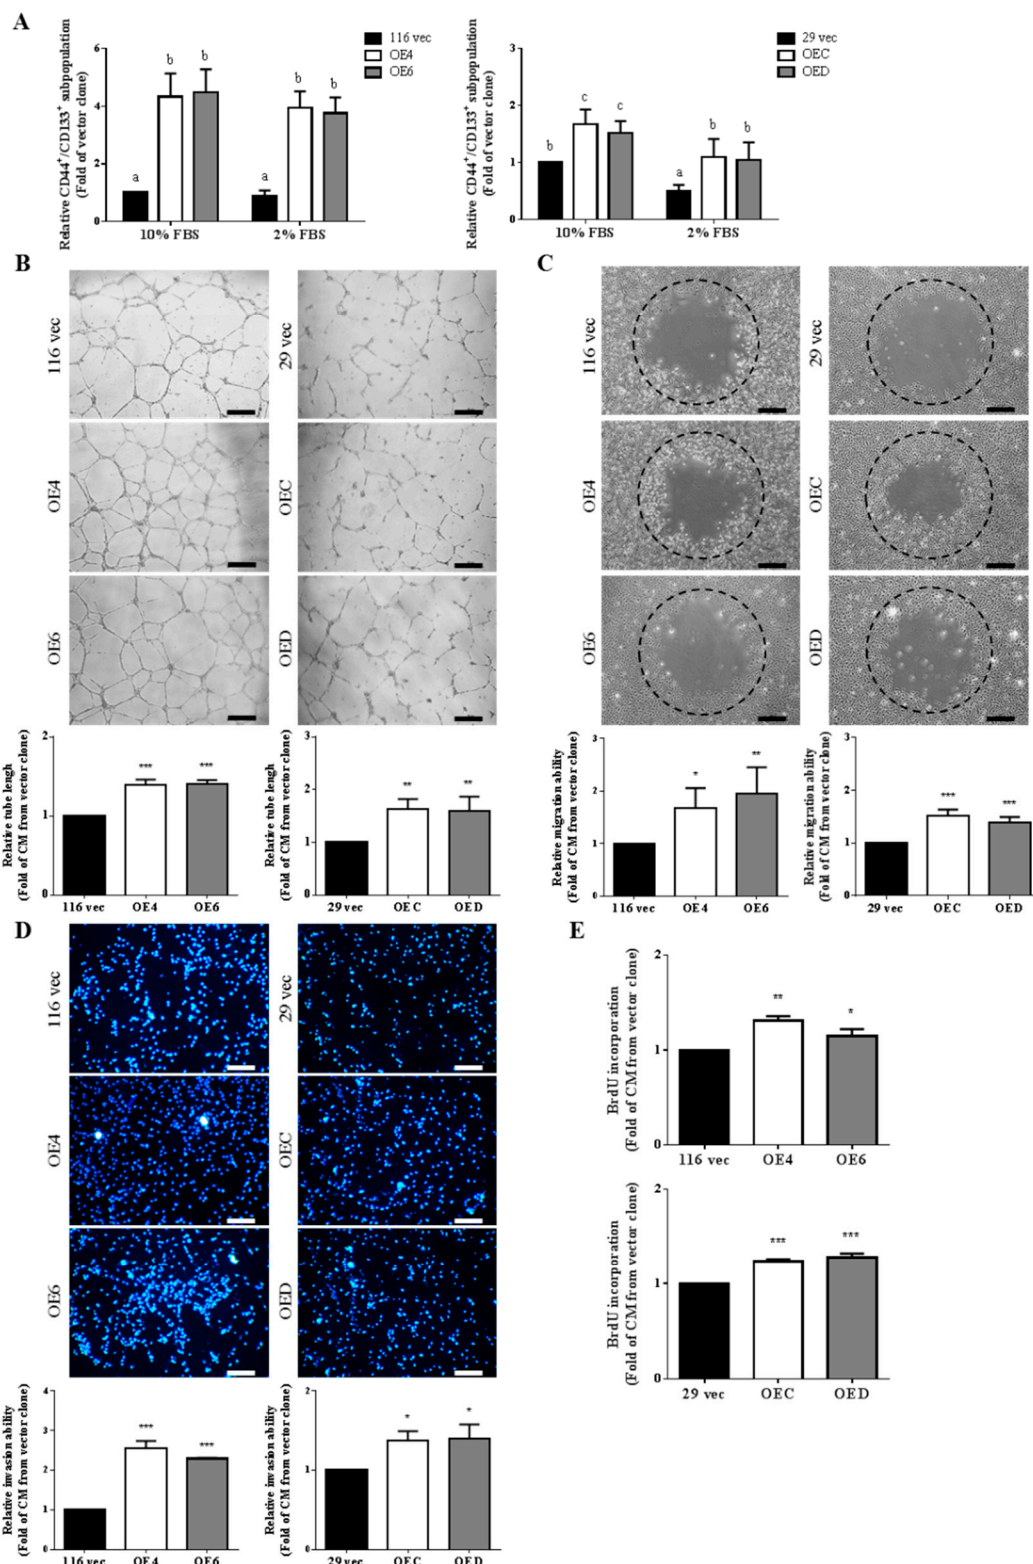 A
Relative CD44+/CD133+ subpopulation
(Fold of vector clone)
6
4
2
0
a
b
b
a
b
b
10% FBS
2% FBS
116 vec
OE4
OE6
Relative CD44+/CD133+ subpopulation
(Fold of vector clone)
3
2
1
0
b
c
c
a
b
b
10% FBS
2% FBS
29 vec
OEC
OED
B
116 vec
OE4
OE6
29 vec
OEC
OED
Relative tube lengh
(Fold of CM from vector clone)
2
1
0
***
***
116 vec
OE4
OE6
Relative tube lengh
(Fold of CM from vector clone)
3
2
1
0
**
**
29 vec
OEC
OED
C
116 vec
OE4
OE6
29 vec
OEC
OED
Relative migration ability
(Fold of CM from vector clone)
3
2
1
0
*
**
116 vec
OE4
OE6
Relative migration ability
(Fold of CM from vector clone)
3
2
1
0
***
***
29 vec
OEC
OED
D
116 vec
OE4
OE6
29 vec
OEC
OED
Relative invasion ability
(Fold of CM from vector clone)
4
3
2
1
0
***
***
116 vec
OE4
OE6
Relative invasion ability
(Fold of CM from vector clone)
2
1
0
*
*
29 vec
OEC
OED
E
BrdU incorporation
(Fold of CM from vector clone)
2
1
0
**
*
116 vec
OE4
OE6
BrdU incorporation
(Fold of CM from vector clone)
2
1
0
***
***
29 vec
OEC
OED